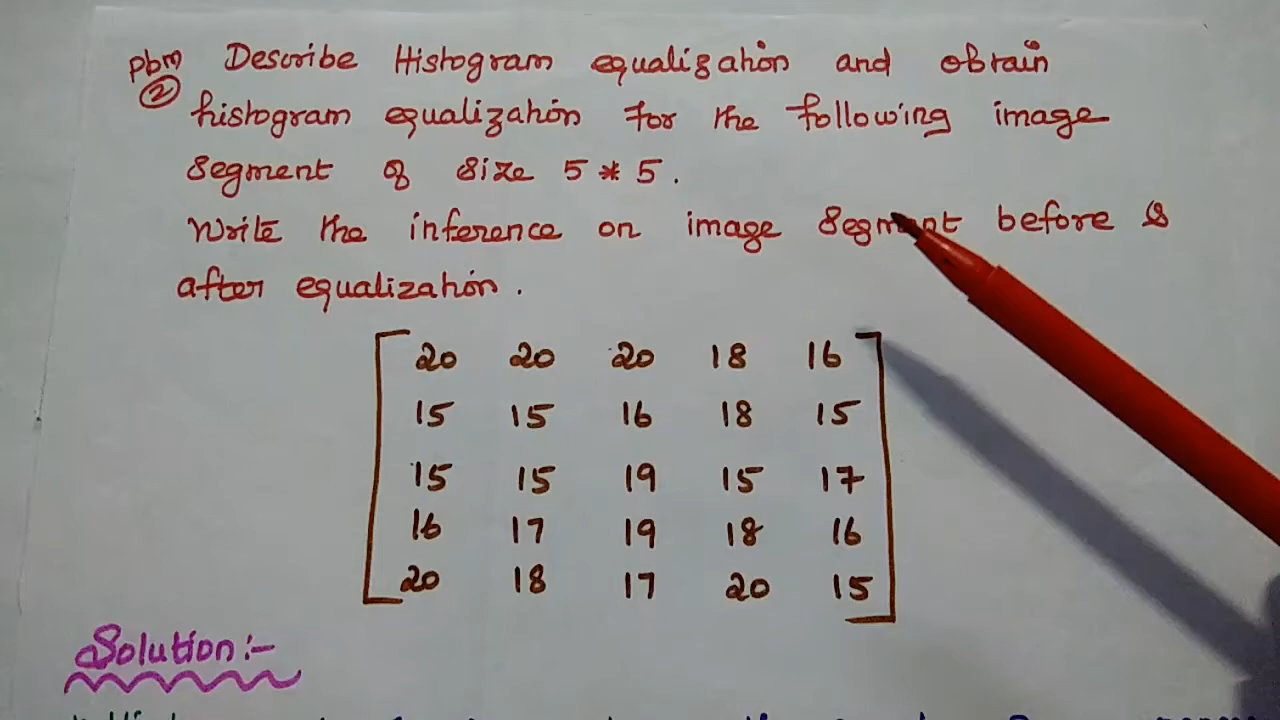 Pbm Describe Histogram equalization and obtain
② histogram equalization for the following image
segment of size 5 * 5.
Write the inference on image segment before &
after equalization.
20 20 20 18 16
15 15 16 18 15
15 15 19 15 17
16 17 19 18 16
20 18 17 20 15
Solution:-